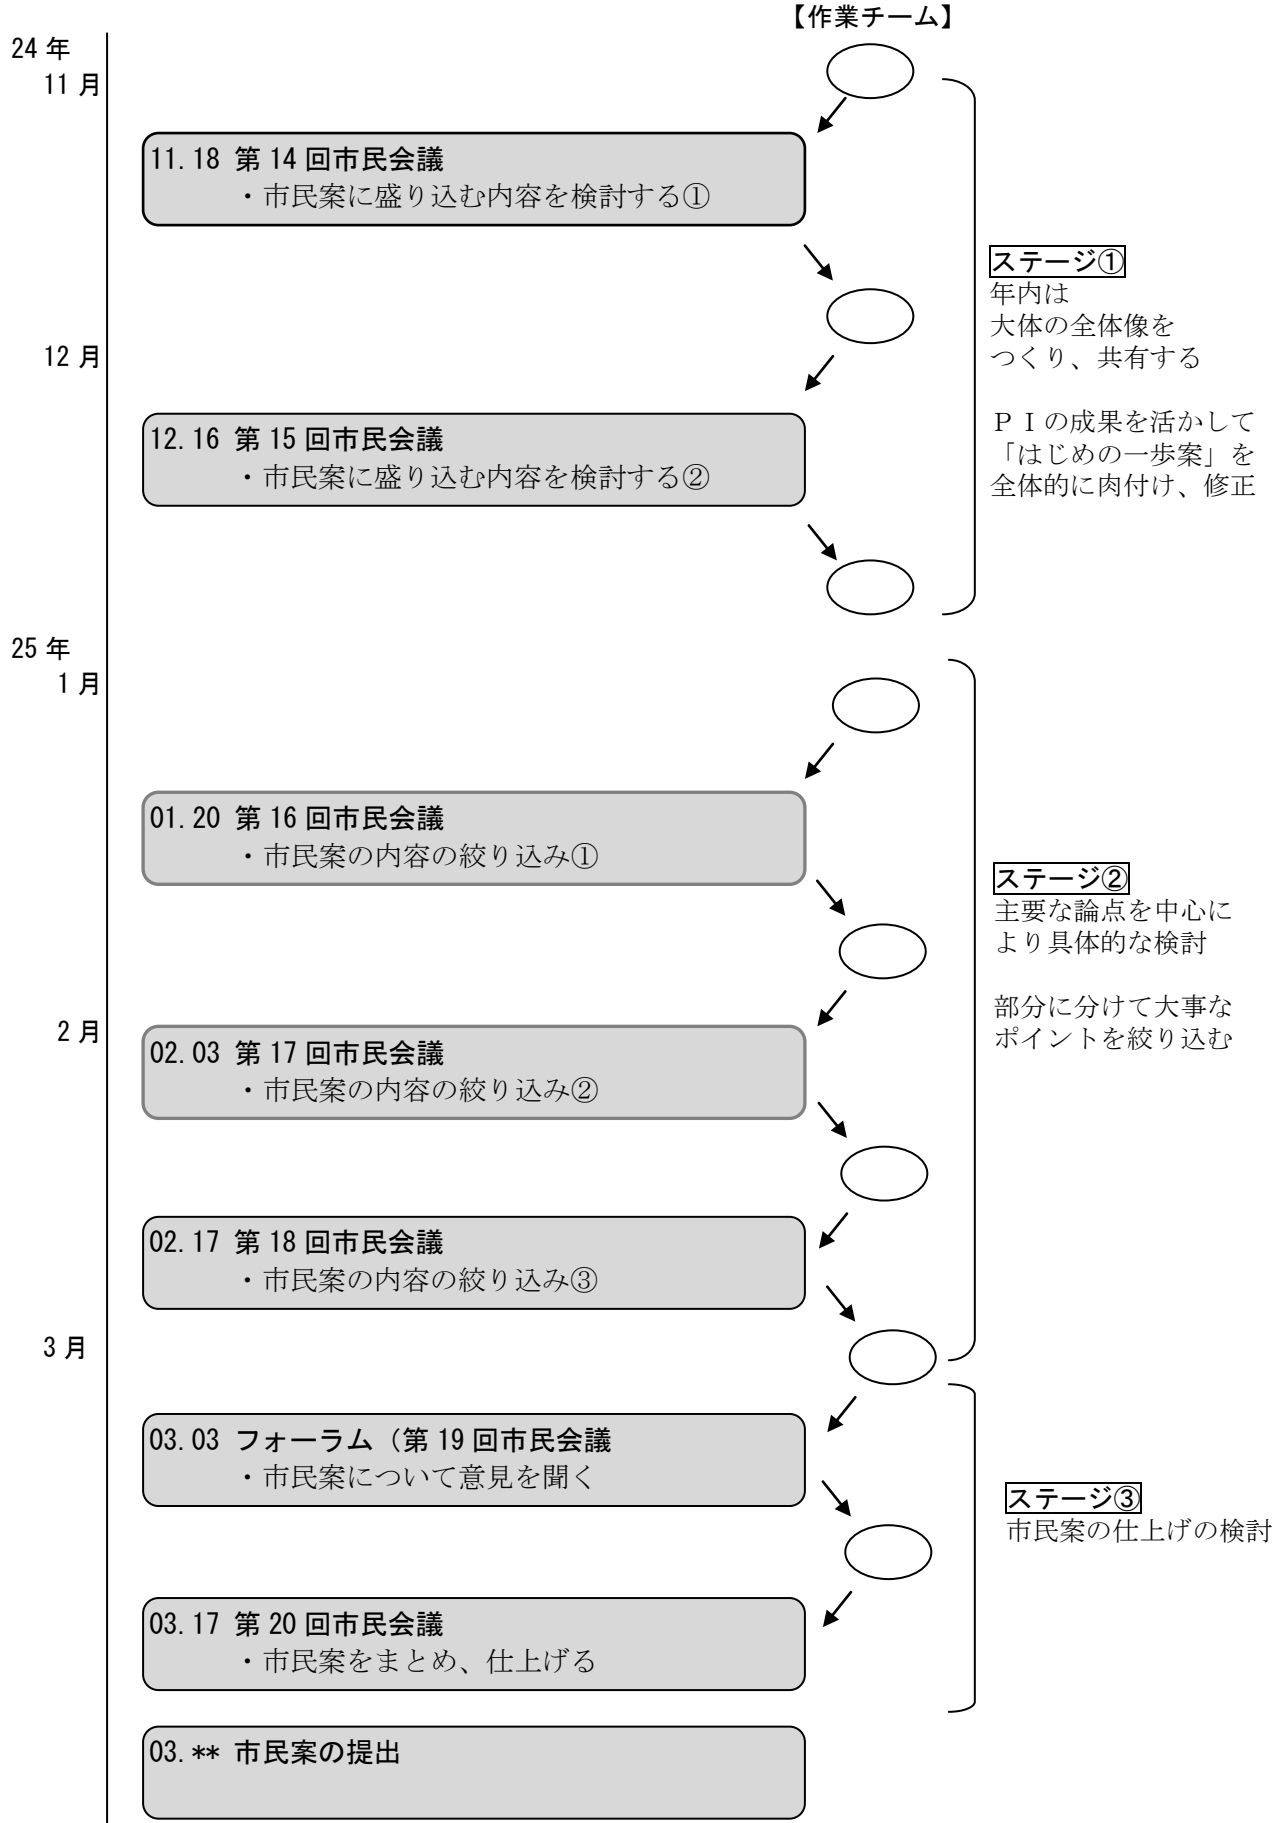 【作業チーム】
24 年
11 月
11.18 第 14 回市民会議
・市民案に盛り込む内容を検討する①
ステージ①
年内は
大体の全体像を
つくり、共有する
12 月
ＰＩの成果を活かして
「はじめの一歩案」を
全体的に肉付け、修正
12.16 第 15 回市民会議
・市民案に盛り込む内容を検討する②
25 年
1 月
01.20 第 16 回市民会議
・市民案の内容の絞り込み①
ステージ②
主要な論点を中心に
より具体的な検討
部分に分けて大事な
ポイントを絞り込む
2 月
02.03 第 17 回市民会議
・市民案の内容の絞り込み②
02.17 第 18 回市民会議
・市民案の内容の絞り込み③
3 月
03.03 フォーラム（第 19 回市民会議
・市民案について意見を聞く
ステージ③
市民案の仕上げの検討
03.17 第 20 回市民会議
・市民案をまとめ、仕上げる
03.** 市民案の提出